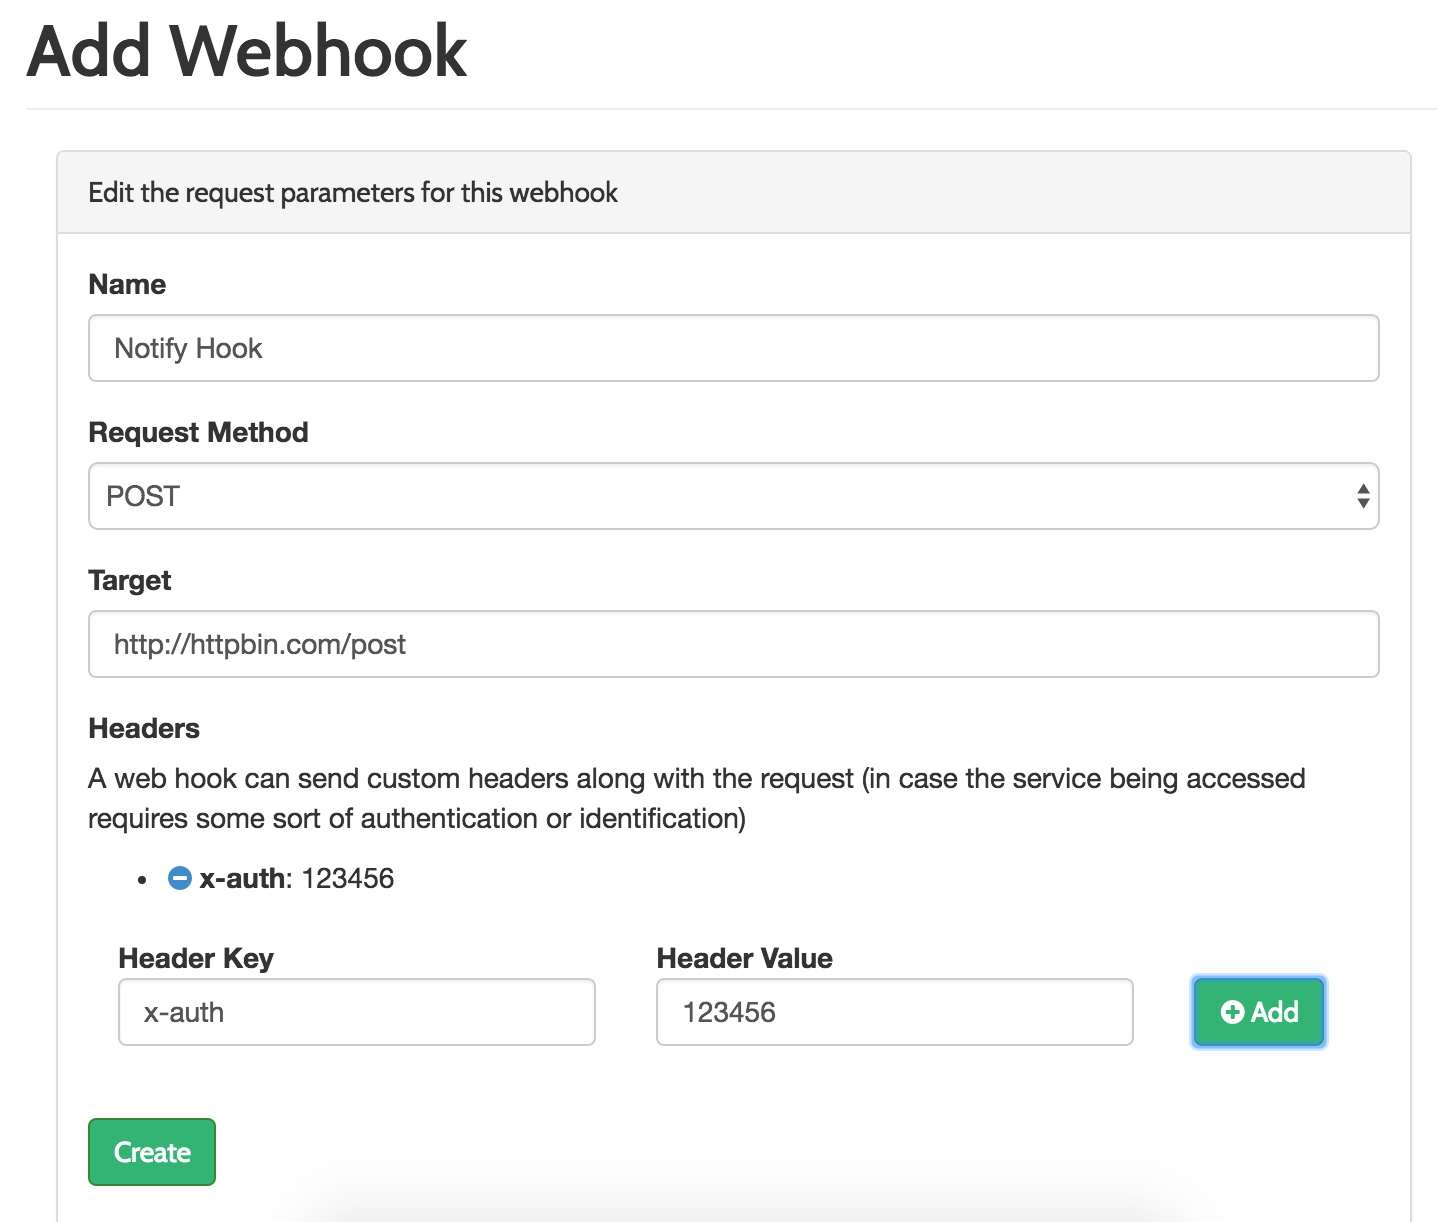 Add Webhook
Edit the request parameters for this webhook
Name
Notify Hook
Request Method
POST
Target
http://httpbin.com/post
Headers
A web hook can send custom headers along with the request (in case the service being accessed
requires some sort of authentication or identification)
x-auth: 123456
Header Key
Header Value
x-auth
123456
Add
Create